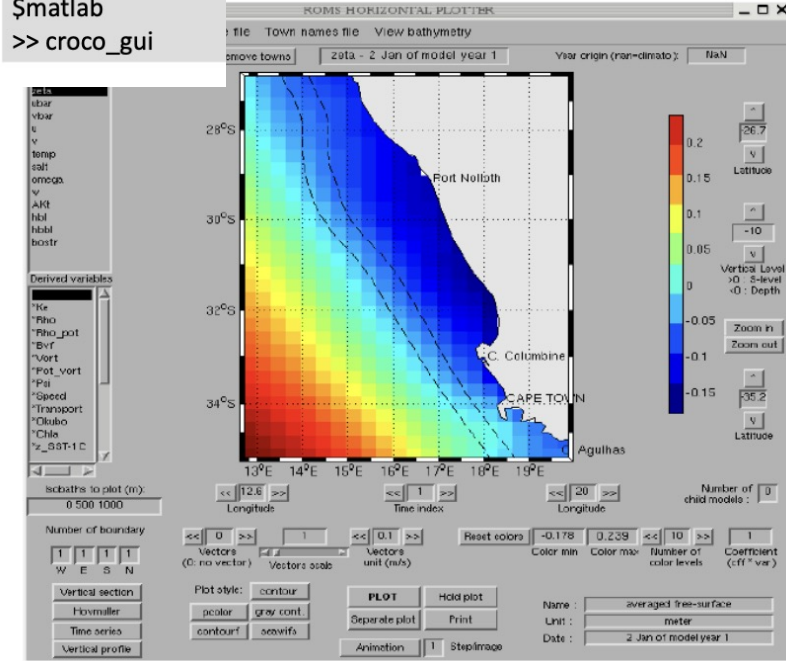 $matlab
>> croco_gui
ROMS HORIZONTAL PLOTTER
file Town names file View bathymetry
emove towns
zeta - 2 Jan of model year 1
Year origin (nan=climato):
NaN
zeta
ubar
vbar
u
v
temp
salt
omega
w
AKt
hbl
hbbl
bostr
Derived variables
*Ke
*Rho
*Rho_pot
*Bvf
*Vort
*Pot_vort
*Psi
*Speed
*Transport
*Okubo
*Chla
*z_SST-1C
28°S
30°S
32°S
34°S
13°E 14°E 15°E 16°E 17°E 18°E 19°E
Port Nolloth
C. Columbine
CAPE TOWN
C. Agulhas
0.2
0.15
0.1
0.05
0
-0.05
-0.1
-0.15
^
-26.7
v
Latitude
^
-10
v
Vertical Level
>0 : S-level
<0 : Depth
Zoom in
Zoom out
^
-35.2
v
Latitude
Isobaths to plot (m):
0 500 1000
<< 12.6 >>
Longitude
<< 1 >>
Time index
<< 20 >>
Longitude
Number of
child models :
0
Number of boundary
1 1 1 1
W E S N
<< 0 >>
Vectors
(0: no vector)
1
Vectors scale
<< 0.1 >>
Vectors
unit (m/s)
Reset colors
-0.178
Color min
0.239
Color max
<< 10 >>
Number of
color levels
1
Coefficient
(cff * var)
Vertical section
Hovmuller
Time series
Vertical profile
Plot style:
contour
pcolor
gray cont.
contourf
seawifs
PLOT
Hold plot
Separate plot
Print
Animation
1
Step/image
Name : averaged free-surface
Unit : meter
Date : 2 Jan of model year 1